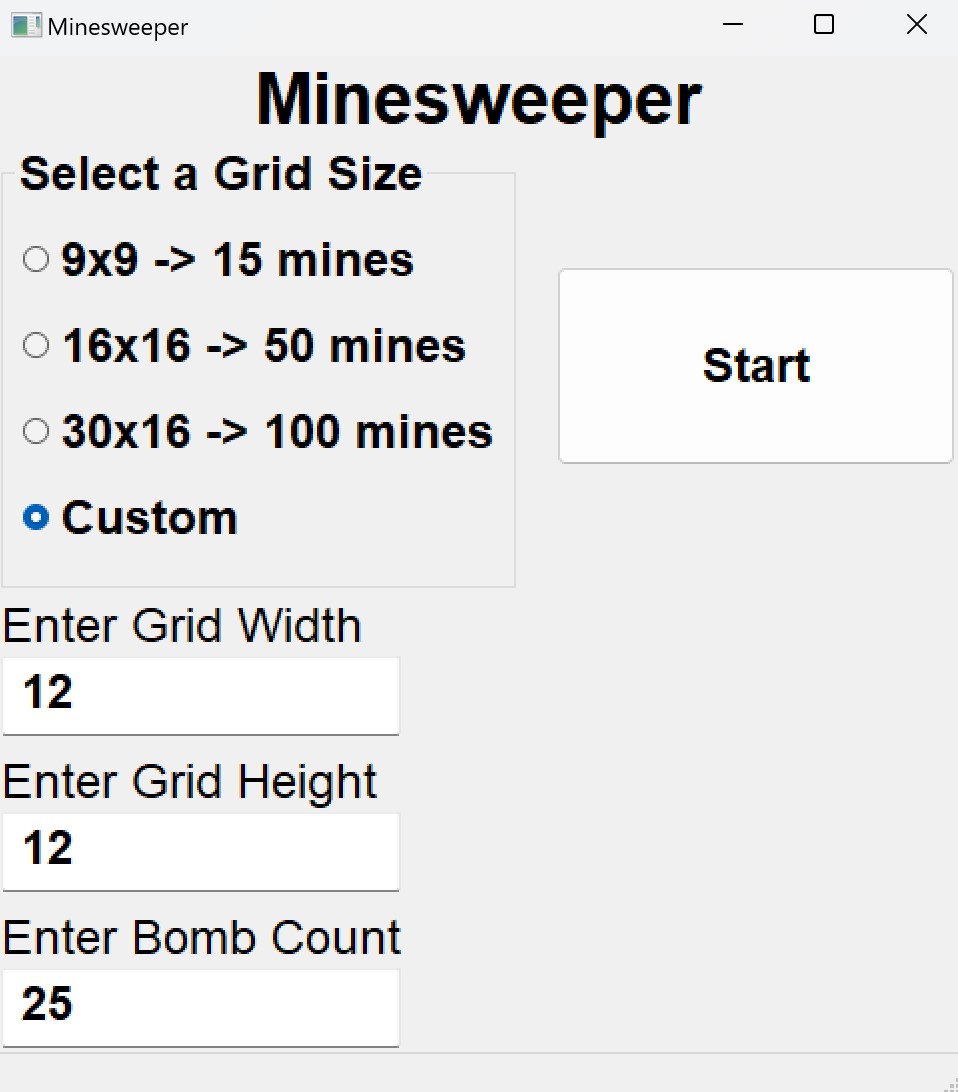 Minesweeper
Minesweeper
Select a Grid Size
9x9 -> 15 mines
16x16 -> 50 mines
30x16 -> 100 mines
Custom
Start
Enter Grid Width
12
Enter Grid Height
12
Enter Bomb Count
25